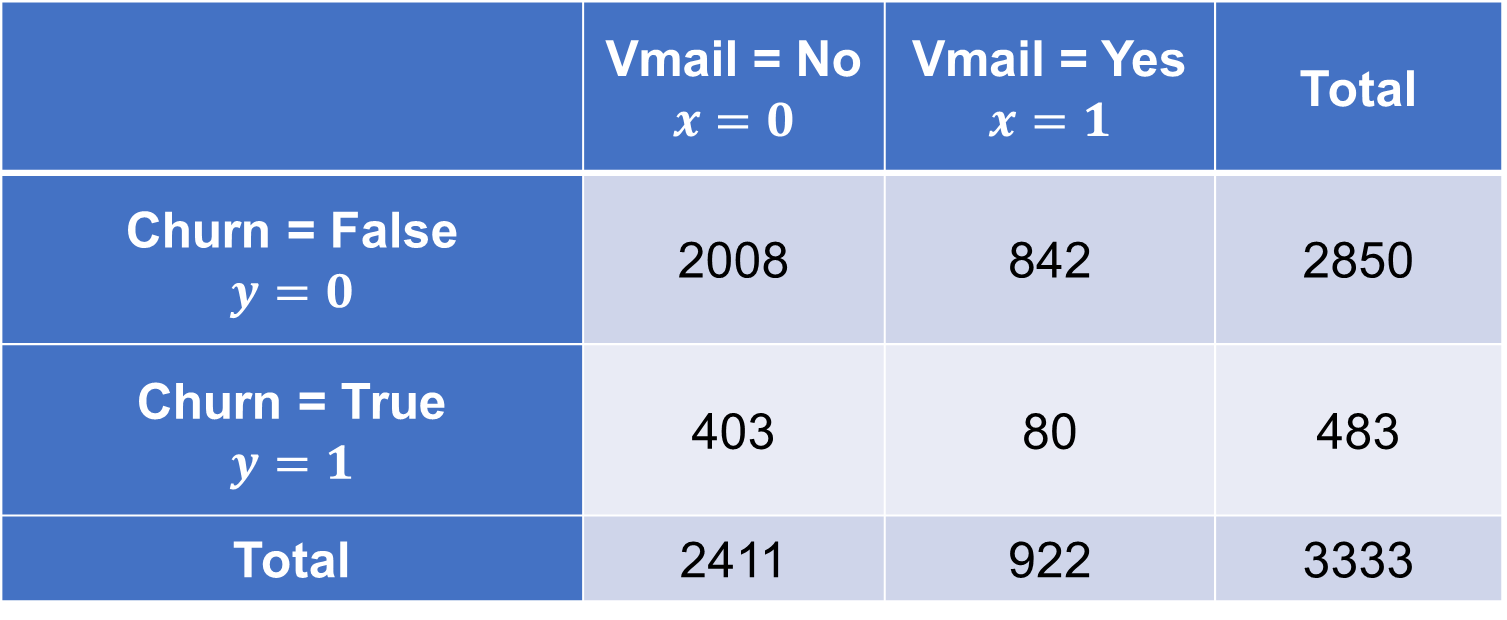 Vmail = No
x = 0
Vmail = Yes
x = 1
Total
Churn = False
y = 0
2008
842
2850
Churn = True
y = 1
403
80
483
Total
2411
922
3333